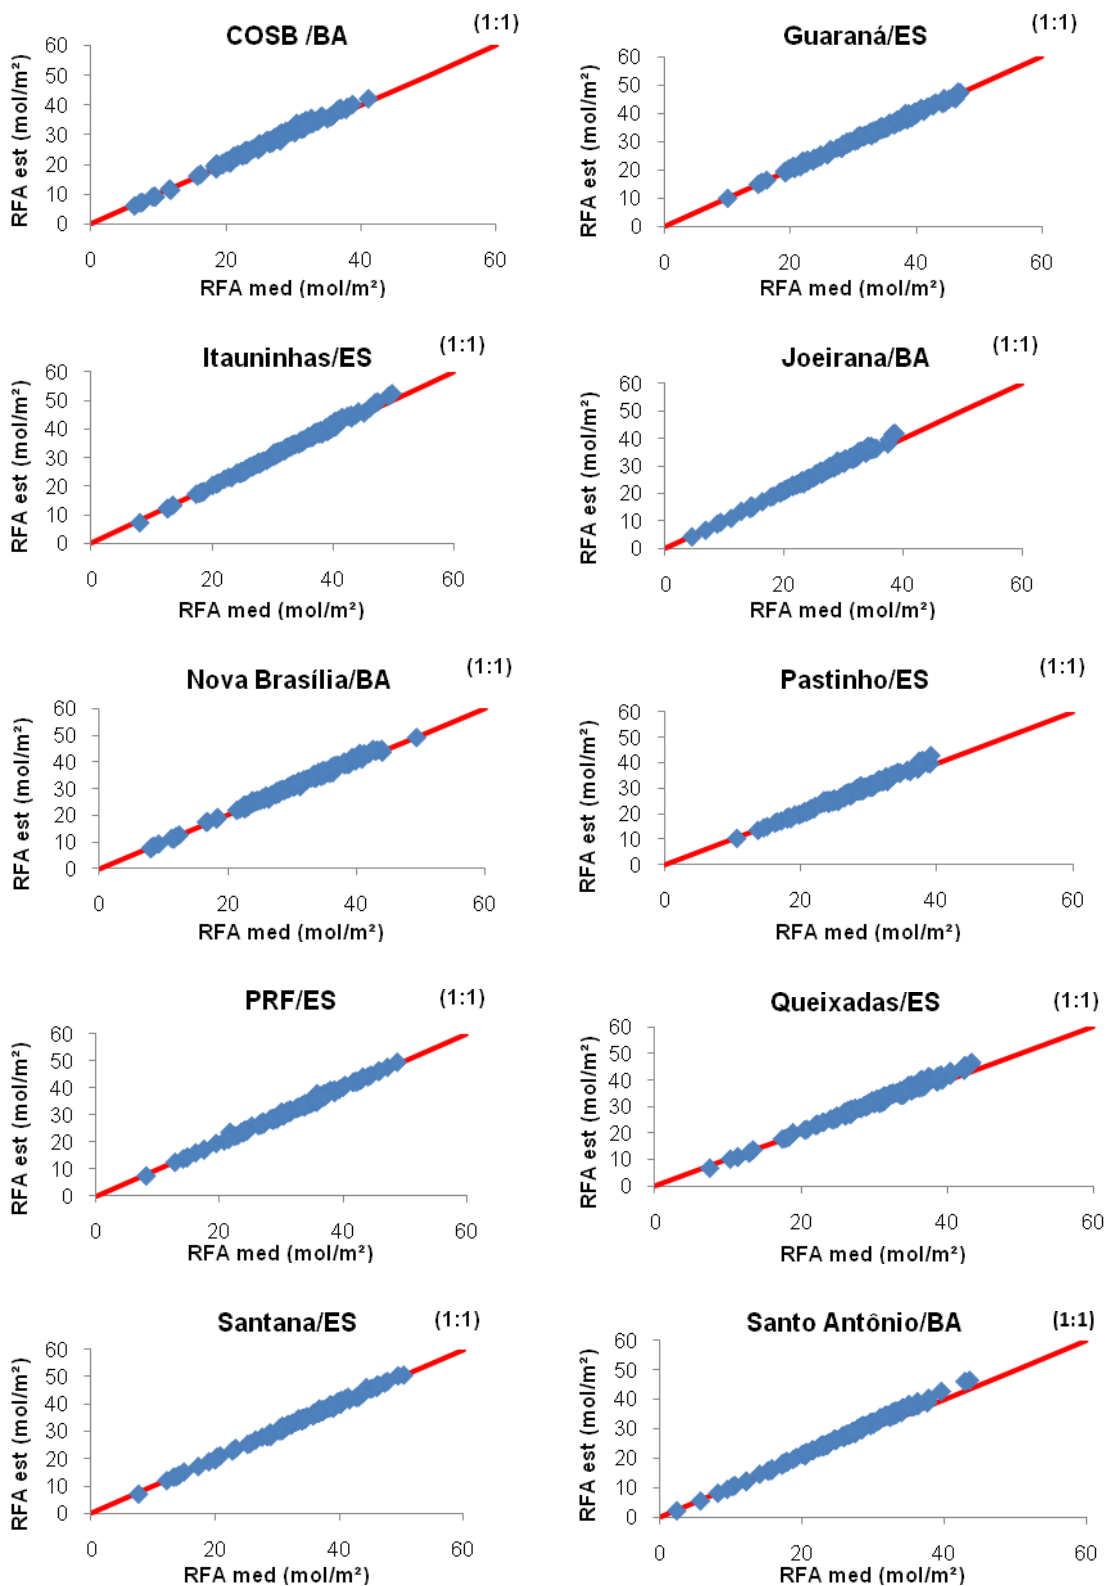 COSB /BA
(1:1)
RFA est (mol/m²)
60
50
40
30
20
10
0
0 20 40 60
RFA med (mol/m²)
Guaraná/ES
(1:1)
RFA est (mol/m²)
60
50
40
30
20
10
0
0 20 40 60
RFA med (mol/m²)
Itauninhas/ES
(1:1)
RFA est (mol/m²)
60
50
40
30
20
10
0
0 20 40 60
RFA med (mol/m²)
Joeirana/BA
(1:1)
RFA est (mol/m²)
60
50
40
30
20
10
0
0 20 40 60
RFA med (mol/m²)
Nova Brasília/BA
(1:1)
RFA est (mol/m²)
60
50
40
30
20
10
0
0 20 40 60
RFA med (mol/m²)
Pastinho/ES
(1:1)
RFA est (mol/m²)
60
50
40
30
20
10
0
0 20 40 60
RFA med (mol/m²)
PRF/ES
(1:1)
RFA est (mol/m²)
60
50
40
30
20
10
0
0 20 40 60
RFA med (mol/m²)
Queixadas/ES
(1:1)
RFA est (mol/m²)
60
50
40
30
20
10
0
0 20 40 60
RFA med (mol/m²)
Santana/ES
(1:1)
RFA est (mol/m²)
60
50
40
30
20
10
0
0 20 40 60
RFA med (mol/m²)
Santo Antônio/BA
(1:1)
RFA est (mol/m²)
60
50
40
30
20
10
0
0 20 40 60
RFA med (mol/m²)